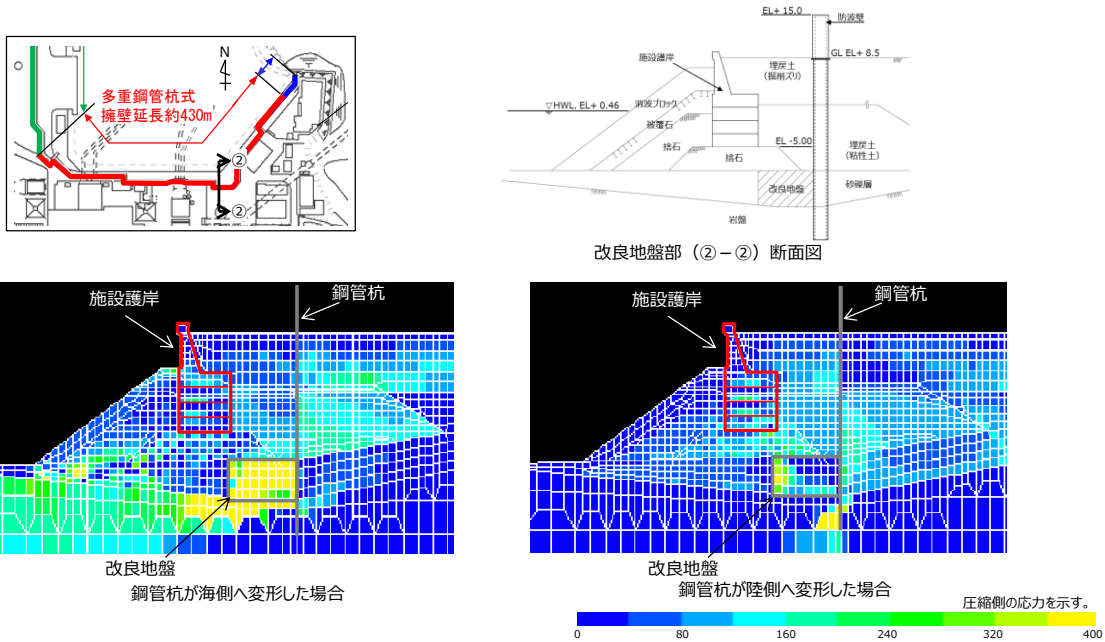 N
多重鋼管杭式
擁壁延長約430m
②
②
EL+ 15.0
防波壁
GL EL+ 8.5
施設護岸
埋戻土
(掘削ズリ)
▽HWL. EL+ 0.46
消波ブロック
被覆石
捨石
EL -5.00
捨石
埋戻土
(粘性土)
改良地盤
砂礫層
岩盤
改良地盤部（②－②）断面図
施設護岸
鋼管杭
改良地盤
鋼管杭が海側へ変形した場合
施設護岸
鋼管杭
改良地盤
鋼管杭が陸側へ変形した場合
圧縮側の応力を示す。
0 80 160 240 320 400